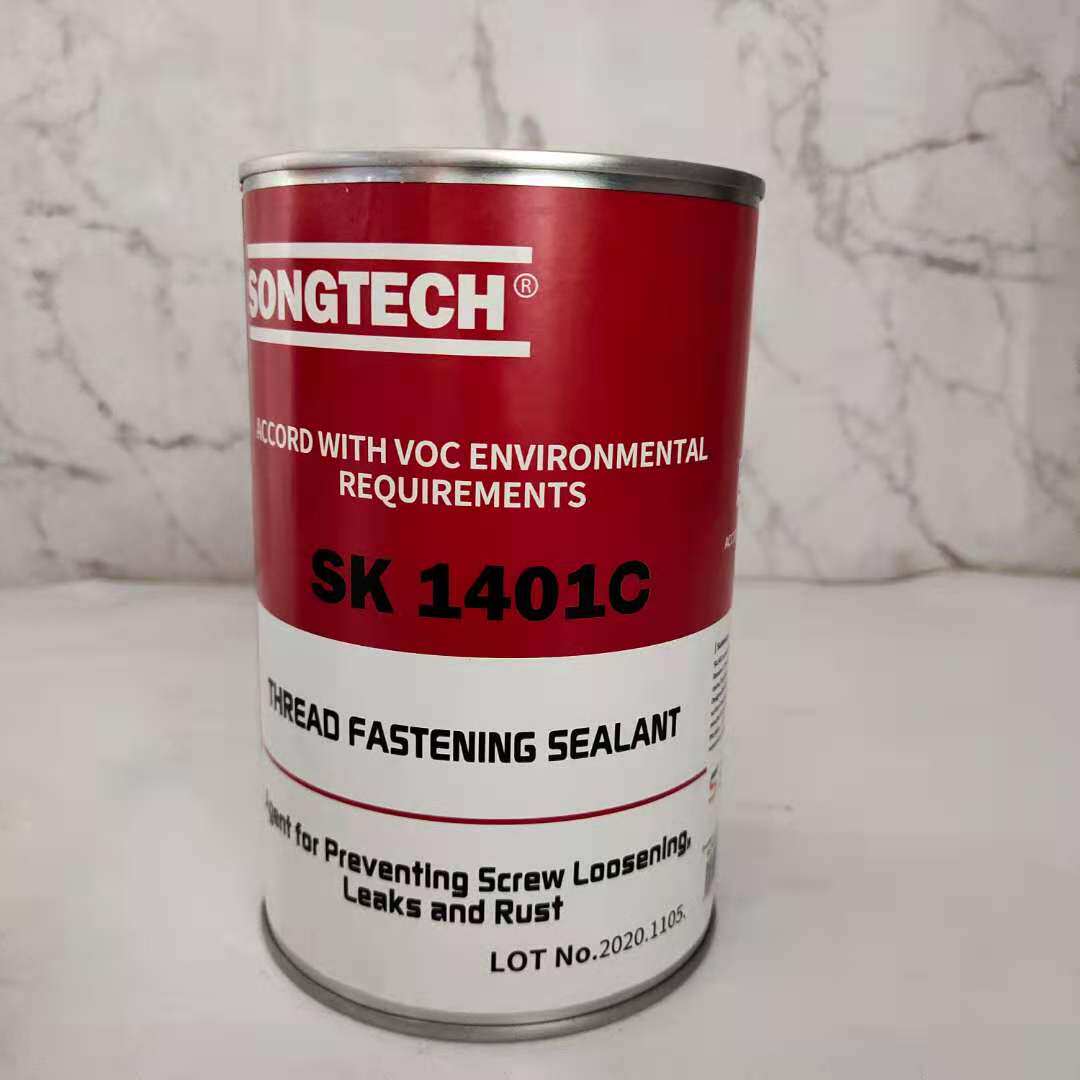 SONGTECH®
ACCORD WITH VOC ENVIRONMENTAL
REQUIREMENTS
SK 1401C
THREAD FASTENING SEALANT
Agent for Preventing Screw Loosening,
Leaks and Rust
LOT No.2020.1105.